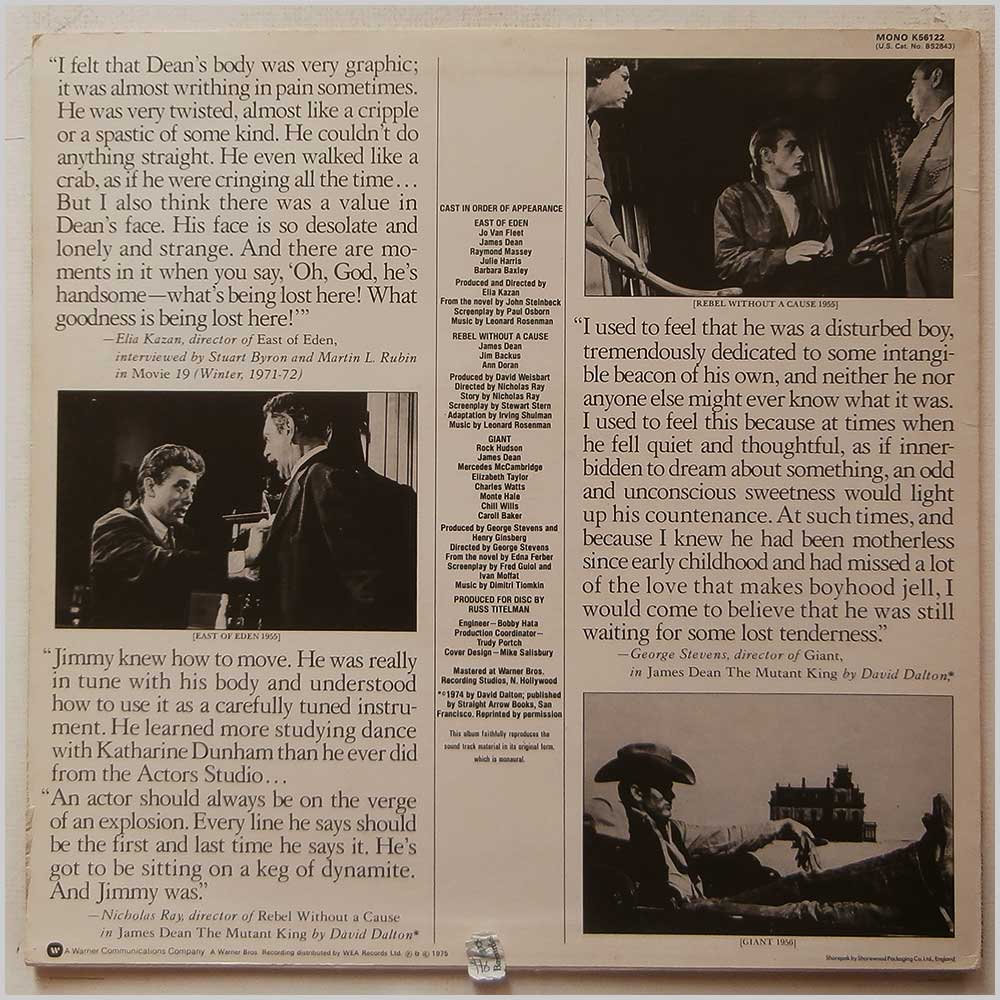 "I felt that Dean's body was very graphic;
it was almost writhing in pain sometimes.
He was very twisted, almost like a cripple
or a spastic of some kind. He couldn't do
anything straight. He even walked like a
crab, as if he were cringing all the time...
But I also think there was a value in
Dean's face. His face is so desolate and
lonely and strange. And there are mo-
ments in it when you say, 'Oh, God, he's
handsome—what's being lost here! What
goodness is being lost here!'"
—Elia Kazan, director of East of Eden,
interviewed by Stuart Byron and Martin L. Rubin
in Movie 19 (Winter, 1971-72)
[EAST OF EDEN 1955]
"Jimmy knew how to move. He was really
in tune with his body and understood
how to use it as a carefully tuned instru-
ment. He learned more studying dance
with Katharine Dunham than he ever did
from the Actors Studio...
"An actor should always be on the verge
of an explosion. Every line he says should
be the first and last time he says it. He's
got to be sitting on a keg of dynamite.
And Jimmy was."
—Nicholas Ray, director of Rebel Without a Cause
in James Dean The Mutant King by David Dalton*
W A Warner Communications Company A Warner Bros. Recording distributed by WEA Records Ltd. ℗ & © 1975
CAST IN ORDER OF APPEARANCE
EAST OF EDEN
Jo Van Fleet
James Dean
Raymond Massey
Julie Harris
Barbara Baxley
Produced and Directed by
Elia Kazan
From the novel by John Steinbeck
Screenplay by Paul Osborn
Music by Leonard Rosenman
REBEL WITHOUT A CAUSE
James Dean
Jim Backus
Ann Doran
Produced by David Weisbart
Directed by Nicholas Ray
Story by Nicholas Ray
Screenplay by Stewart Stern
Adaptation by Irving Shulman
Music by Leonard Rosenman
GIANT
Rock Hudson
James Dean
Mercedes McCambridge
Elizabeth Taylor
Charles Watts
Monte Hale
Chill Wills
Caroll Baker
Produced by George Stevens and
Henry Ginsberg
Directed by George Stevens
From the novel by Edna Ferber
Screenplay by Fred Guiol and
Ivan Moffat
Music by Dimitri Tiomkin
PRODUCED FOR DISC BY
RUSS TITELMAN
Engineer—Bobby Hata
Production Coordinator—
Trudy Portch
Cover Design—Mike Salisbury
Mastered at Warner Bros.
Recording Studios, N. Hollywood
*©1974 by David Dalton; published
by Straight Arrow Books, San
Francisco. Reprinted by permission
This album faithfully reproduces the
sound track material in its original form,
which is monaural.
MONO K56122
(U.S. Cat. No. BS2843)
[REBEL WITHOUT A CAUSE 1955]
"I used to feel that he was a disturbed boy,
tremendously dedicated to some intangi-
ble beacon of his own, and neither he nor
anyone else might ever know what it was.
I used to feel this because at times when
he fell quiet and thoughtful, as if inner-
bidden to dream about something, an odd
and unconscious sweetness would light
up his countenance. At such times, and
because I knew he had been motherless
since early childhood and had missed a lot
of the love that makes boyhood jell, I
would come to believe that he was still
waiting for some lost tenderness."
—George Stevens, director of Giant,
in James Dean The Mutant King by David Dalton*
[GIANT 1956]
Shorepak by Shorewood Packaging Co. Ltd., England.